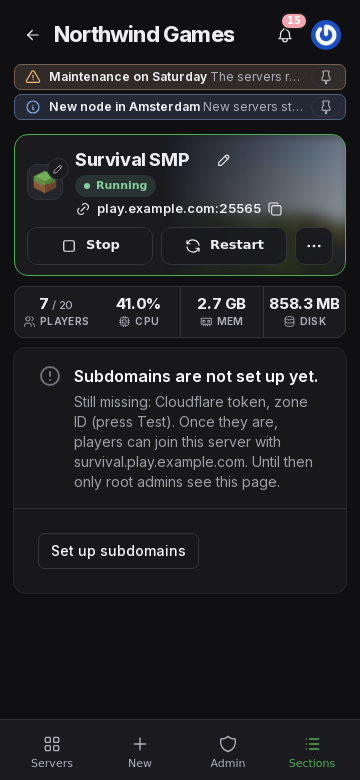 Northwind Games
15
Maintenance on Saturday The servers r...
New node in Amsterdam New servers st...
Survival SMP
Running
play.example.com:25565
Stop
Restart
7 / 20
PLAYERS
41.0%
CPU
2.7 GB
MEM
858.3 MB
DISK
Subdomains are not set up yet.
Still missing: Cloudflare token, zone
ID (press Test). Once they are,
players can join this server with
survival.play.example.com. Until then
only root admins see this page.
Set up subdomains
Servers
New
Admin
Sections